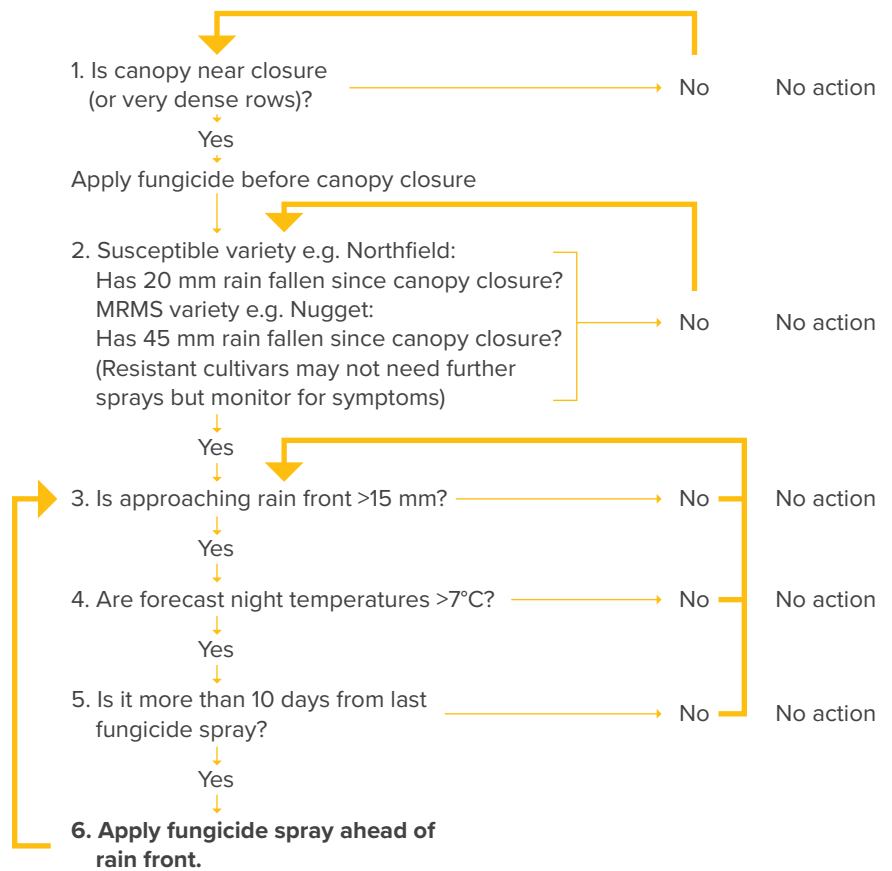 1. Is canopy near closure
(or very dense rows)?
No
No action
Yes
Apply fungicide before canopy closure
2. Susceptible variety e.g. Northfield:
Has 20 mm rain fallen since canopy closure?
MRMS variety e.g. Nugget:
Has 45 mm rain fallen since canopy closure?
(Resistant cultivars may not need further
sprays but monitor for symptoms)
No
No action
Yes
3. Is approaching rain front >15 mm?
No
No action
Yes
4. Are forecast night temperatures >7°C?
No
No action
Yes
5. Is it more than 10 days from last
fungicide spray?
No
No action
Yes
6. Apply fungicide spray ahead of
rain front.